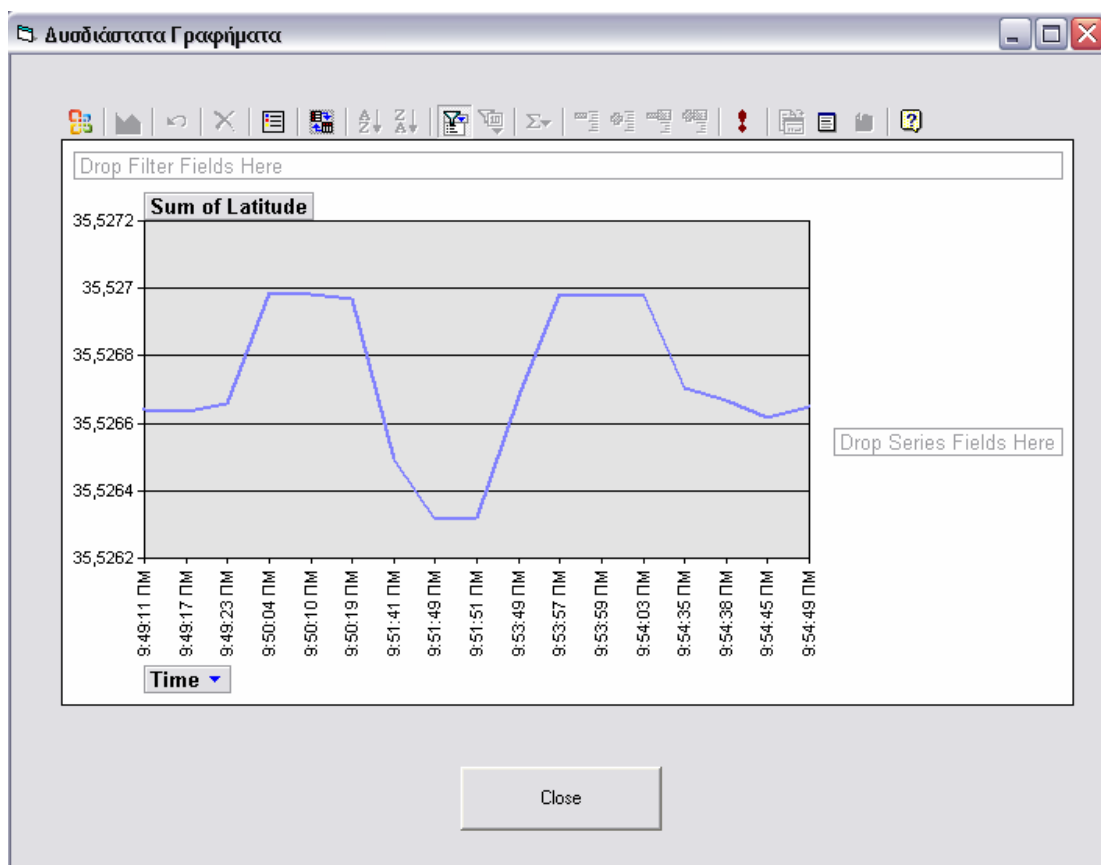 Δυσδιάστατα Γραφήματα
Drop Filter Fields Here
Sum of Latitude
35,5272
35,527
35,5268
35,5266
35,5264
35,5262
Drop Series Fields Here
9:49:11 ΠΜ
9:49:17 ΠΜ
9:49:23 ΠΜ
9:50:04 ΠΜ
9:50:10 ΠΜ
9:50:19 ΠΜ
9:51:41 ΠΜ
9:51:49 ΠΜ
9:51:51 ΠΜ
9:53:49 ΠΜ
9:53:57 ΠΜ
9:53:59 ΠΜ
9:54:03 ΠΜ
9:54:35 ΠΜ
9:54:38 ΠΜ
9:54:45 ΠΜ
9:54:49 ΠΜ
Time
Close